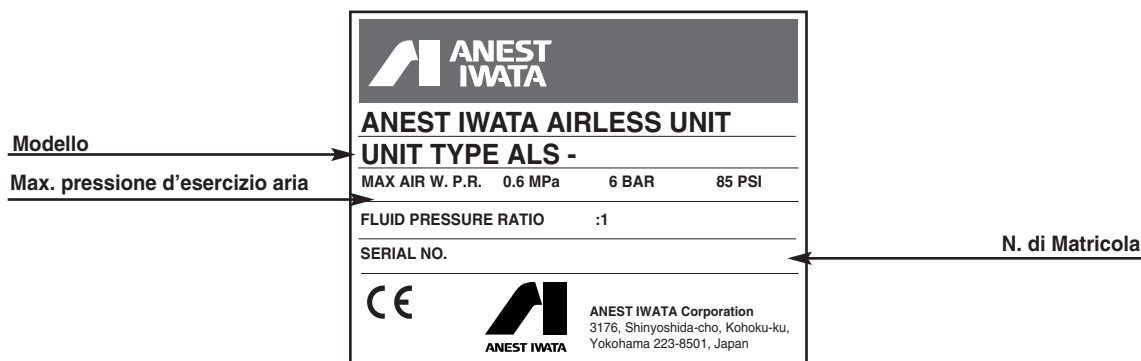 ANEST
IWATA
ANEST IWATA AIRLESS UNIT
Modello
UNIT TYPE ALS -
Max. pressione d'esercizio aria
MAX AIR W. P.R. 0.6 MPa 6 BAR 85 PSI
FLUID PRESSURE RATIO :1
N. di Matricola
SERIAL NO.
CE
ANEST IWATA
ANEST IWATA Corporation
3176, Shinyoshida-cho, Kohoku-ku,
Yokohama 223-8501, Japan